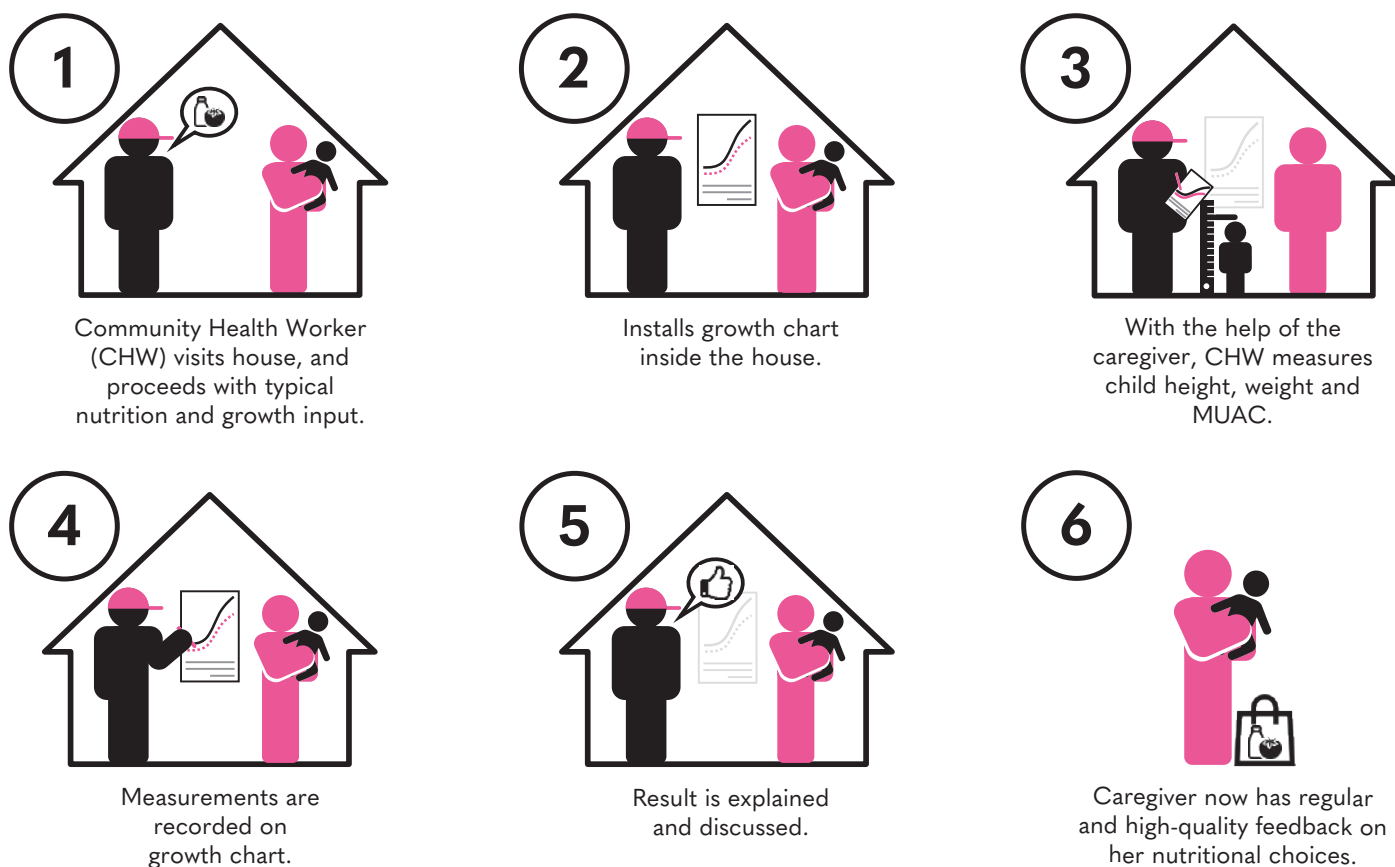 1
Community Health Worker
(CHW) visits house, and
proceeds with typical
nutrition and growth input.
2
Installs growth chart
inside the house.
3
With the help of the
caregiver, CHW measures
child height, weight and
MUAC.
4
Measurements are
recorded on
growth chart.
5
Result is explained
and discussed.
6
Caregiver now has regular
and high-quality feedback on
her nutritional choices.